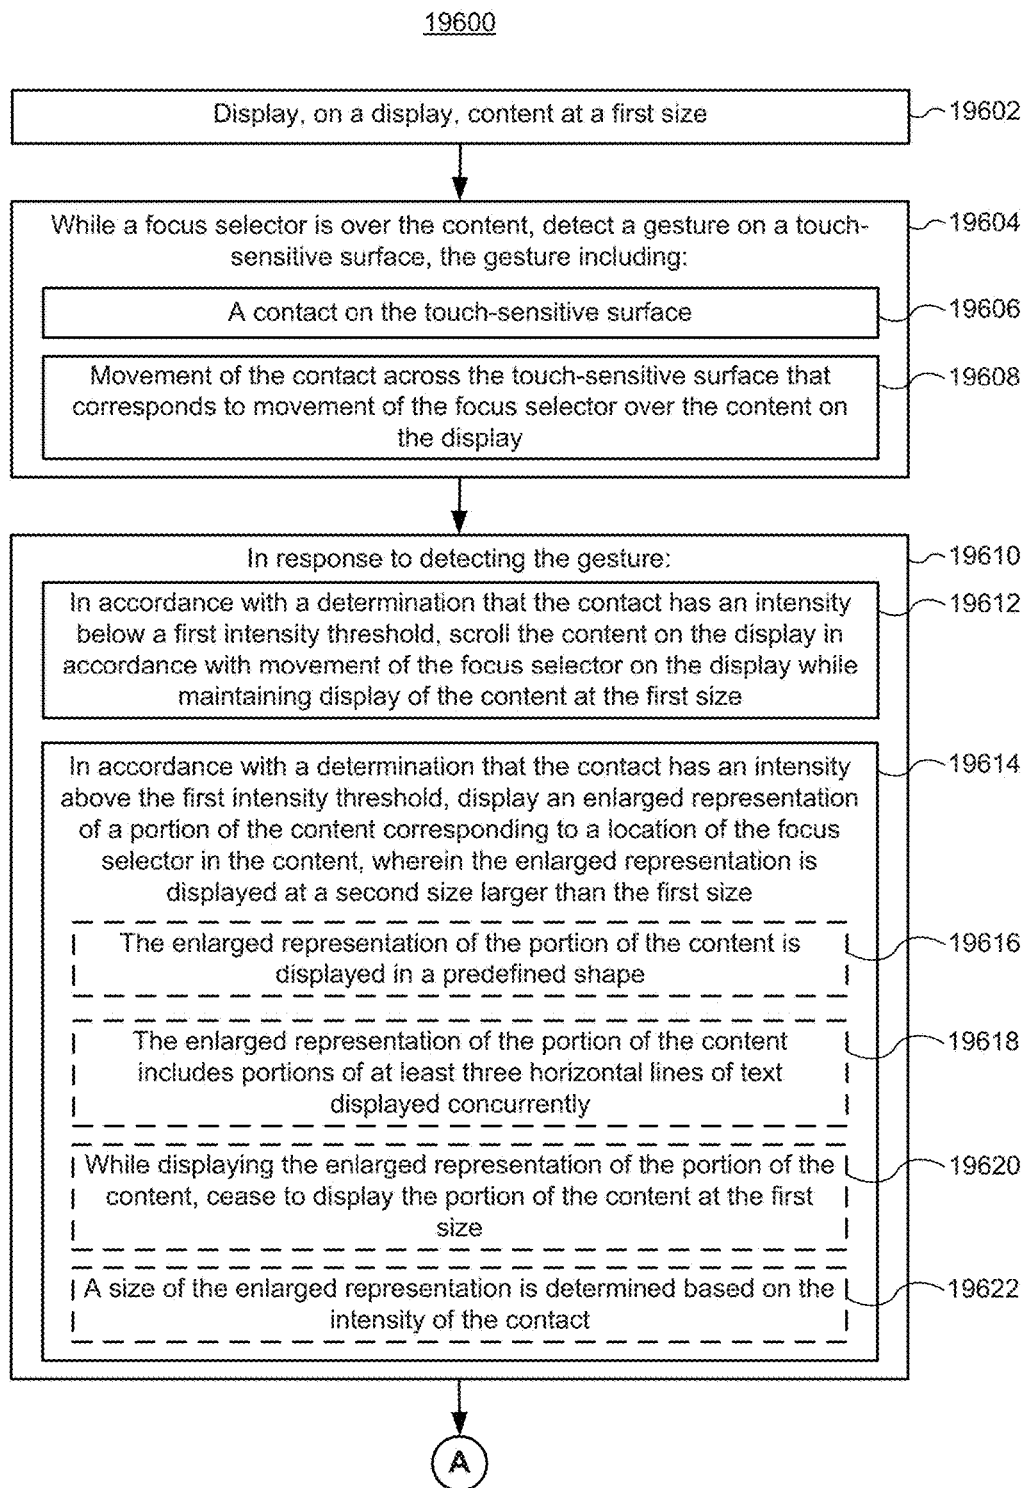 19600
Display, on a display, content at a first size
19602
While a focus selector is over the content, detect a gesture on a touch-
sensitive surface, the gesture including:
19604
A contact on the touch-sensitive surface
19606
Movement of the contact across the touch-sensitive surface that
corresponds to movement of the focus selector over the content on
the display
19608
In response to detecting the gesture:
19610
In accordance with a determination that the contact has an intensity
below a first intensity threshold, scroll the content on the display in
accordance with movement of the focus selector on the display while
maintaining display of the content at the first size
19612
In accordance with a determination that the contact has an intensity
above the first intensity threshold, display an enlarged representation
of a portion of the content corresponding to a location of the focus
selector in the content, wherein the enlarged representation is
displayed at a second size larger than the first size
19614
The enlarged representation of the portion of the content is
displayed in a predefined shape
19616
The enlarged representation of the portion of the content
includes portions of at least three horizontal lines of text
displayed concurrently
19618
While displaying the enlarged representation of the portion of the
content, cease to display the portion of the content at the first
size
19620
A size of the enlarged representation is determined based on the
intensity of the contact
19622
A